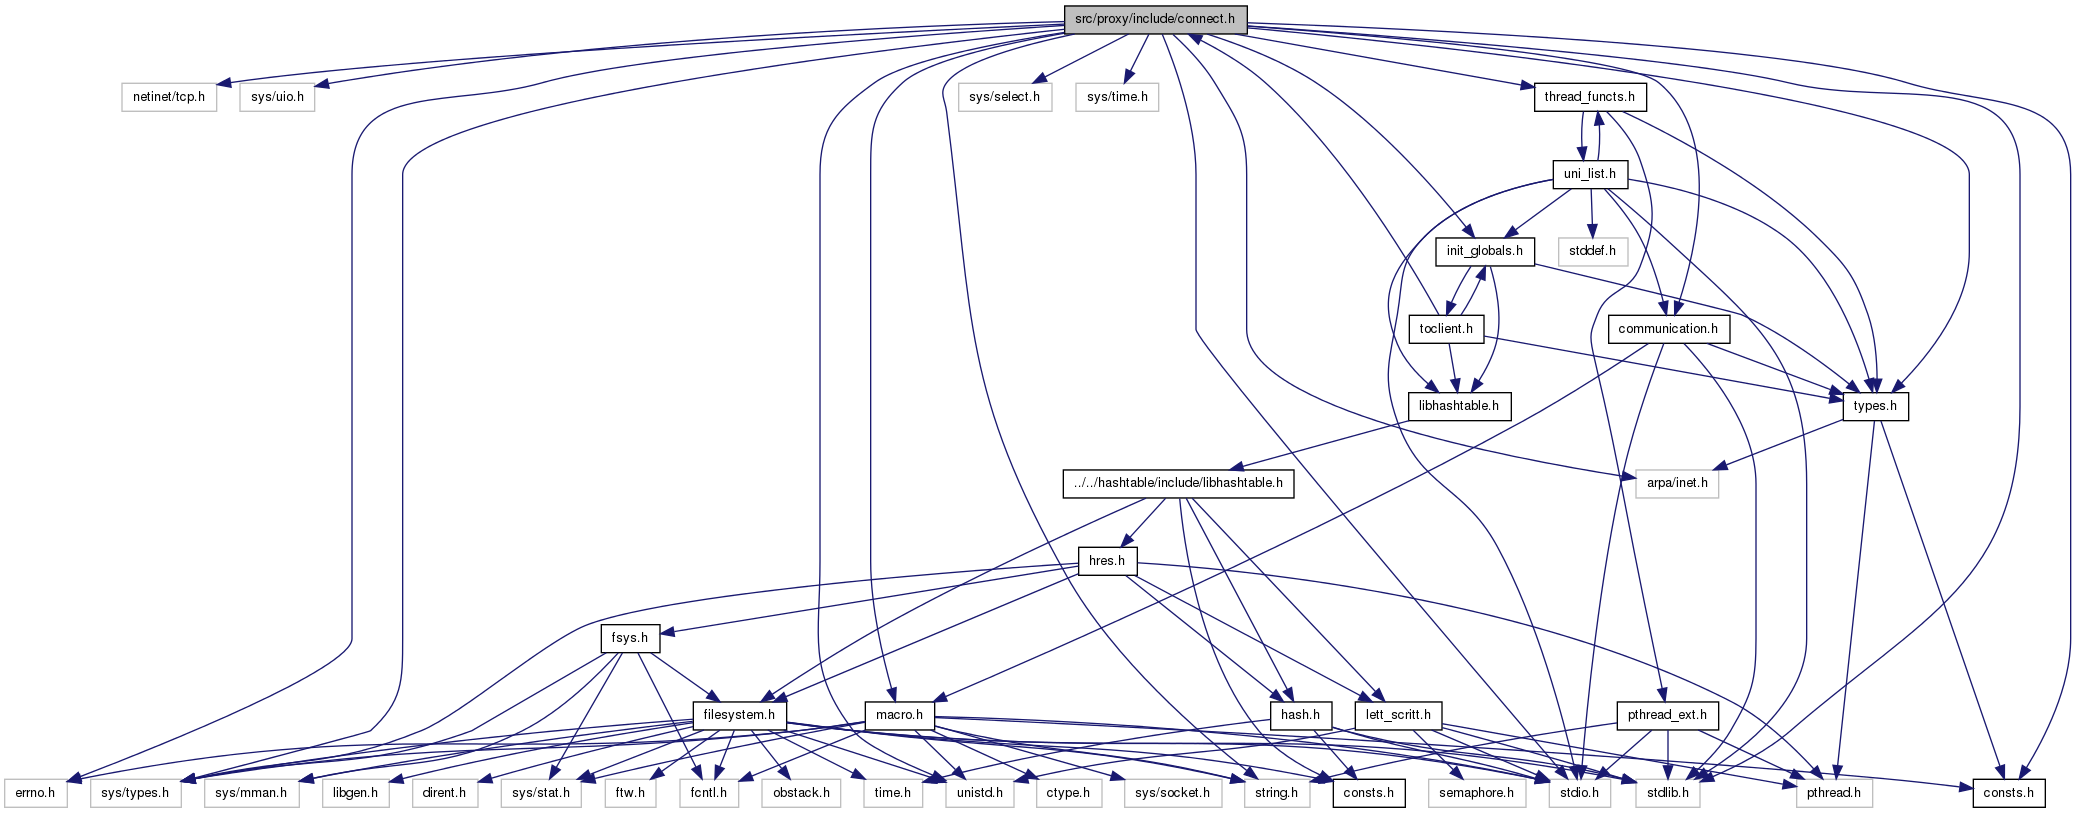 src/proxy/include/connect.h
netinet/tcp.h
sys/uio.h
sys/select.h
sys/time.h
thread_functs.h
uni_list.h
init_globals.h
stddef.h
toclient.h
communication.h
libhashtable.h
types.h
../../hashtable/include/libhashtable.h
arpa/inet.h
hres.h
fsys.h
filesystem.h
macro.h
hash.h
lett_scritt.h
pthread_ext.h
errno.h
sys/types.h
sys/mman.h
libgen.h
dirent.h
sys/stat.h
ftw.h
fcntl.h
obstack.h
time.h
unistd.h
ctype.h
sys/socket.h
string.h
consts.h
semaphore.h
stdio.h
stdlib.h
pthread.h
consts.h